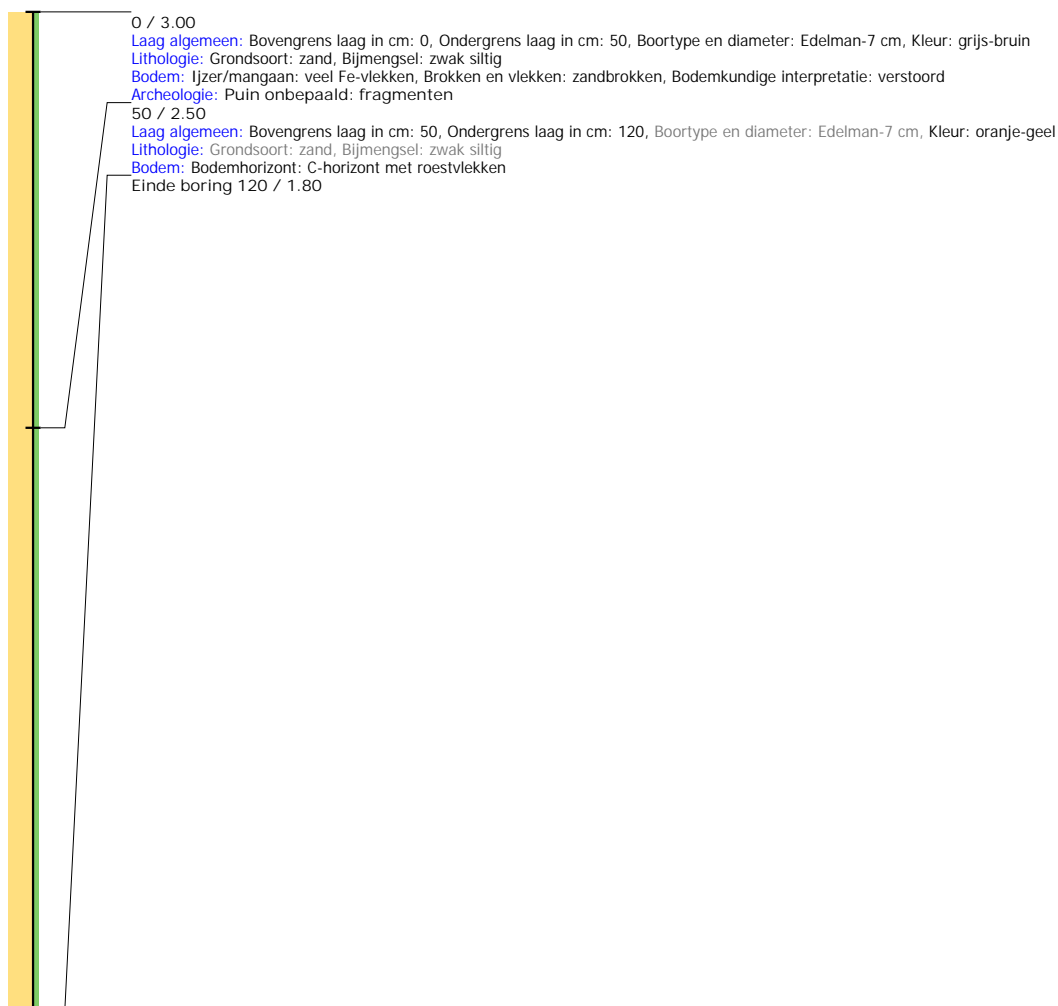 0 / 3.00
Laag algemeen: Bovengrens laag in cm: 0, Ondergrens laag in cm: 50, Boortype en diameter: Edelman-7 cm, Kleur: grijs-bruin
Lithologie: Grondsoort: zand, Bijmengsel: zwak siltig
Bodem: Ijzer/mangaan: veel Fe-vlekken, Brokken en vlekken: zandbrokken, Bodemkundige interpretatie: verstoord
Archeologie: Puin onbepaald: fragmenten
50 / 2.50
Laag algemeen: Bovengrens laag in cm: 50, Ondergrens laag in cm: 120, Boortype en diameter: Edelman-7 cm, Kleur: oranje-geel
Lithologie: Grondsoort: zand, Bijmengsel: zwak siltig
Bodem: Bodemhorizont: C-horizont met roestvlekken
Einde boring 120 / 1.80